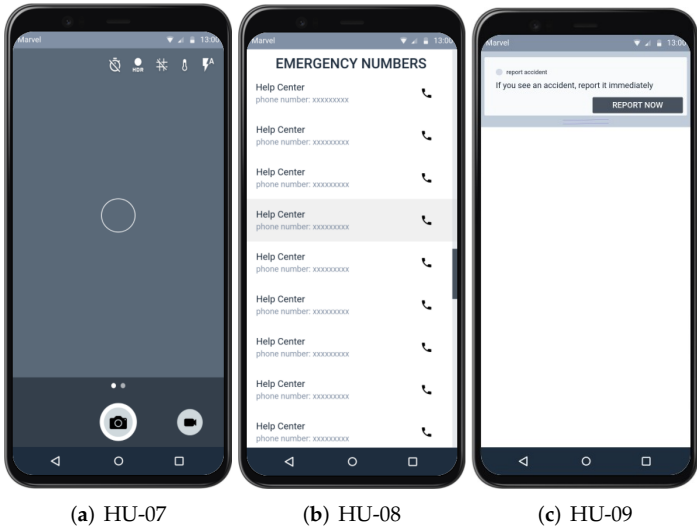 Marvel 13:00
HDR
A
Marvel 13:00
EMERGENCY NUMBERS
Help Center
phone number: xxxxxxxxx
Help Center
phone number: xxxxxxxxx
Help Center
phone number: xxxxxxxxx
Help Center
phone number: xxxxxxxxx
Help Center
phone number: xxxxxxxxx
Help Center
phone number: xxxxxxxxx
Help Center
phone number: xxxxxxxxx
Help Center
phone number: xxxxxxxxx
Help Center
phone number: xxxxxxxxx
Marvel 13:00
report accident
If you see an accident, report it immediately
REPORT NOW
(a) HU-07
(b) HU-08
(c) HU-09